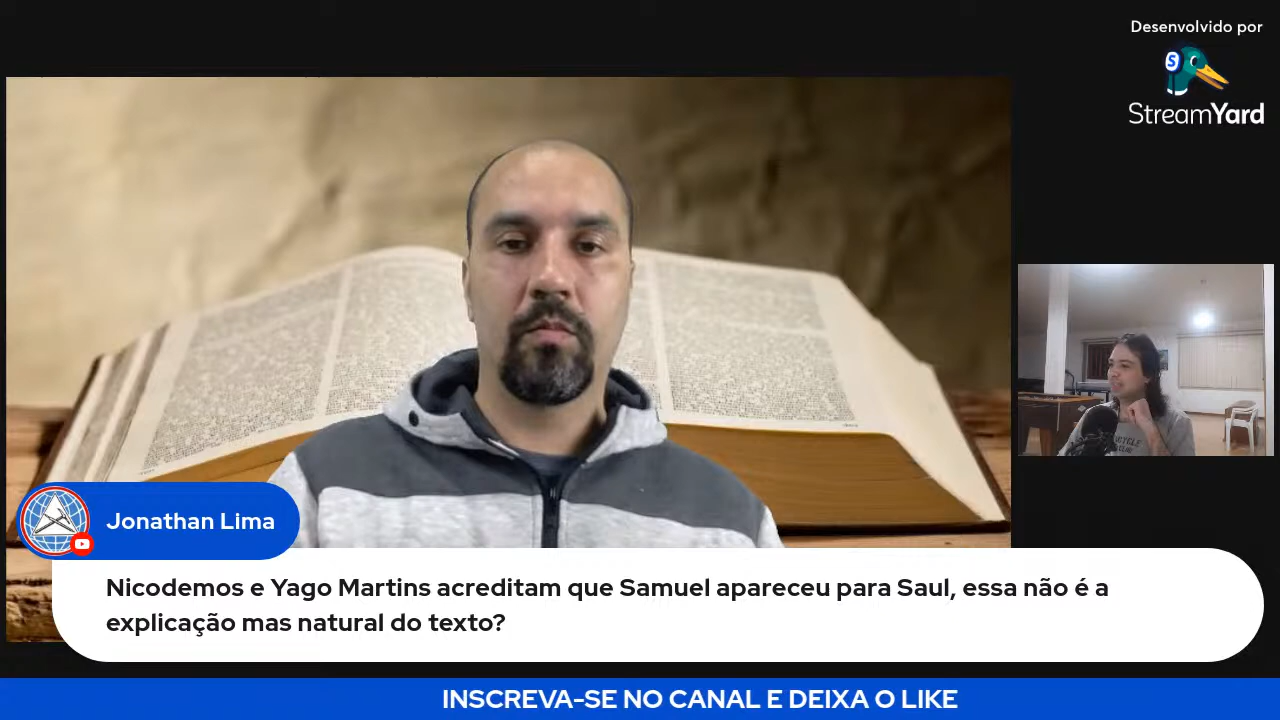 Desenvolvido por
StreamYard
Jonathan Lima
Nicodemos e Yago Martins acreditam que Samuel apareceu para Saul, essa não é a
explicação mas natural do texto?
INSCREVA-SE NO CANAL E DEIXA O LIKE